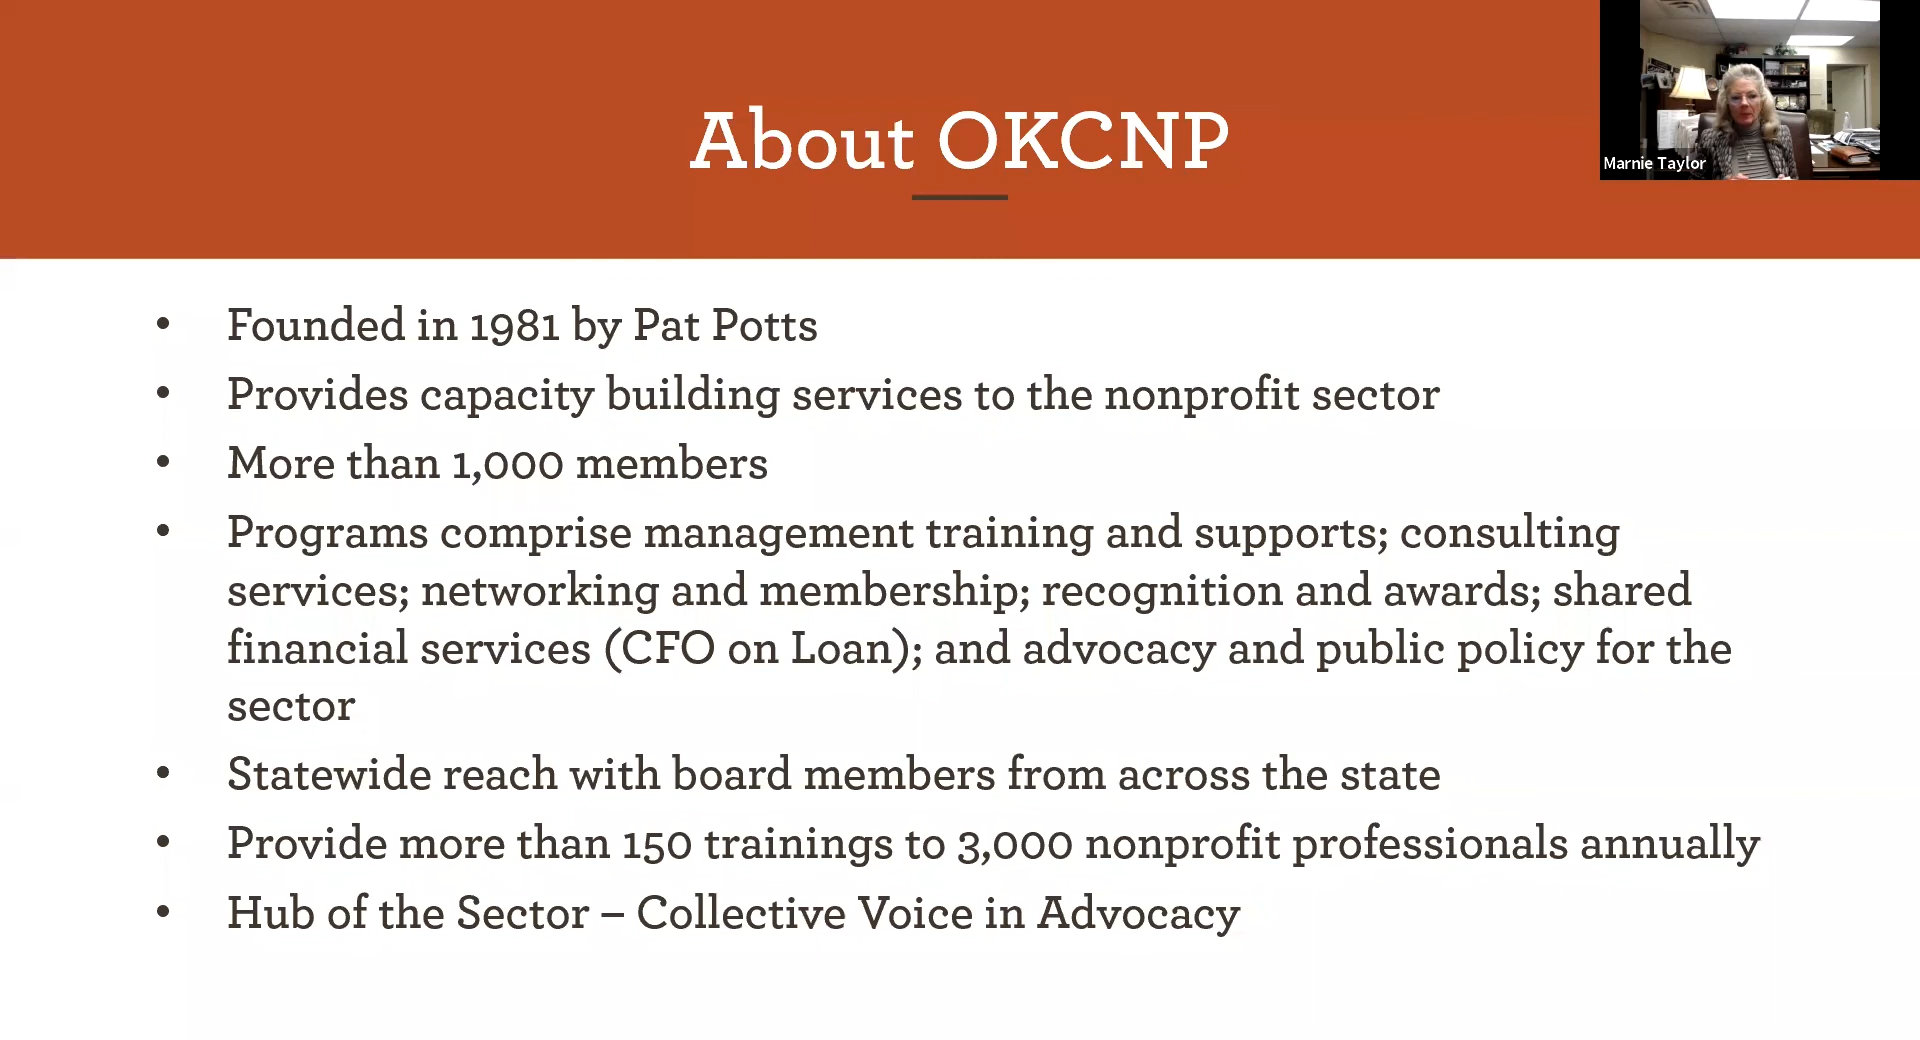 About OKCNP
Marnie Taylor
• Founded in 1981 by Pat Potts
• Provides capacity building services to the nonprofit sector
• More than 1,000 members
• Programs comprise management training and supports; consulting
services; networking and membership; recognition and awards; shared
financial services (CFO on Loan); and advocacy and public policy for the
sector
• Statewide reach with board members from across the state
• Provide more than 150 trainings to 3,000 nonprofit professionals annually
• Hub of the Sector – Collective Voice in Advocacy